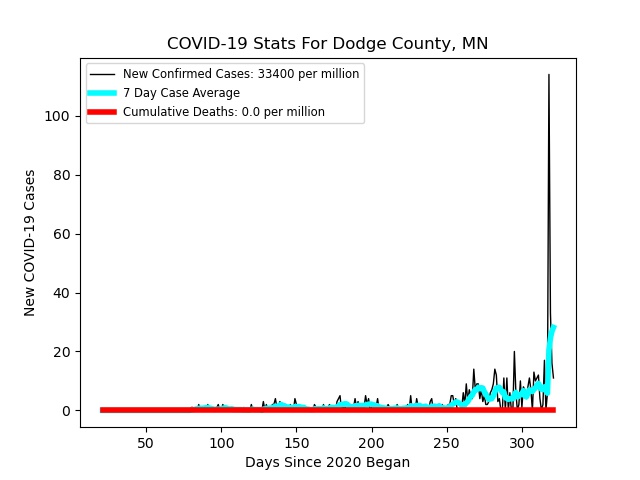 COVID-19 Stats For Dodge County, MN
New Confirmed Cases: 33400 per million
7 Day Case Average
Cumulative Deaths: 0.0 per million
New COVID-19 Cases
100
80
60
40
20
0
50 100 150 200 250 300
Days Since 2020 Began